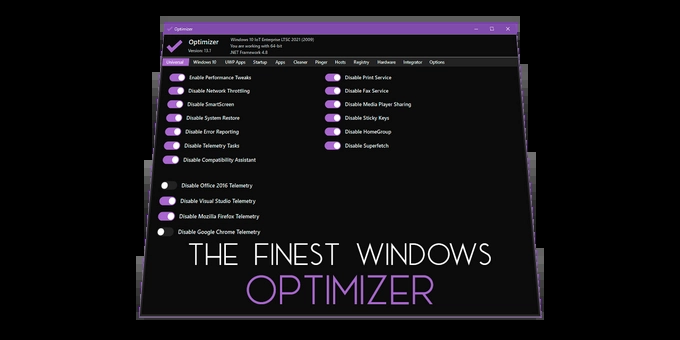 Optimizer
Optimizer
Version: 13.1
Windows 10 IoT Enterprise LTSC 2021 (2009)
You are working with 64-bit
.NET Framework 4.8
Universal Windows 10 UWP Apps Startup Apps Cleaner Pinger Hosts Registry Hardware Integrator Options
Enable Performance Tweaks
Disable Network Throttling
Disable SmartScreen
Disable System Restore
Disable Error Reporting
Disable Telemetry Tasks
Disable Compatibility Assistant
Disable Print Service
Disable Fax Service
Disable Media Player Sharing
Disable Sticky Keys
Disable HomeGroup
Disable Superfetch
Disable Office 2016 Telemetry
Disable Visual Studio Telemetry
Disable Mozilla Firefox Telemetry
Disable Google Chrome Telemetry
THE FINEST WINDOWS
OPTIMIZER